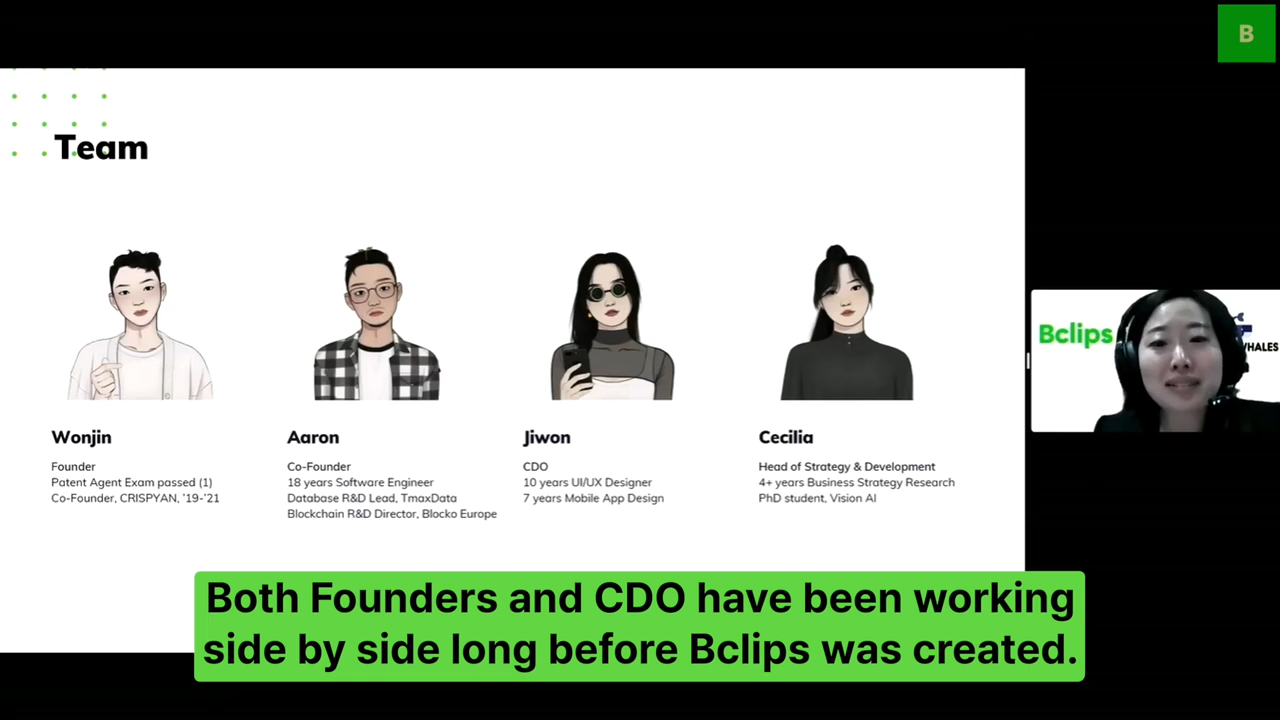 B
Team
Bclips
WHALES
Wonjin
Founder
Patent Agent Exam passed (1)
Co-Founder, CRISPYAN, ’19-’21
Aaron
Co-Founder
18 years Software Engineer
Database R&D Lead, TmaxData
Blockchain R&D Director, Blocko Europe
Jiwon
CDO
10 years UI/UX Designer
7 years Mobile App Design
Cecilia
Head of Strategy & Development
4+ years Business Strategy Research
PhD student, Vision AI
Both Founders and CDO have been working
side by side long before Bclips was created.